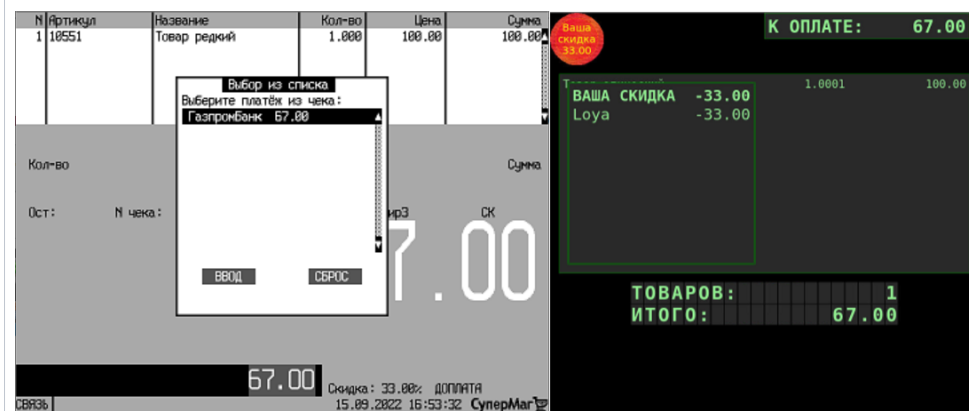 N Артикул Название Кол-во Цена Сумма
1 10551 Товар редкий 1.000 100.00 100.00
Выбор из списка
Выберите платёж из чека:
ГазпромБанк 67.00
Кол-во Сумма
Ост: N чека: СК
7.00
ВВОД СБРОС
67.00
Скидка: 33.00% ДОПЛАТА
СВЯЗЬ 15.09.2022 16:53:32 СуперМаг
Ваша
скидка
33.00
К ОПЛАТЕ: 67.00
1.0001 100.00
ВАША СКИДКА -33.00
Loya -33.00
ТОВАРОВ: 1
ИТОГО: 67.00